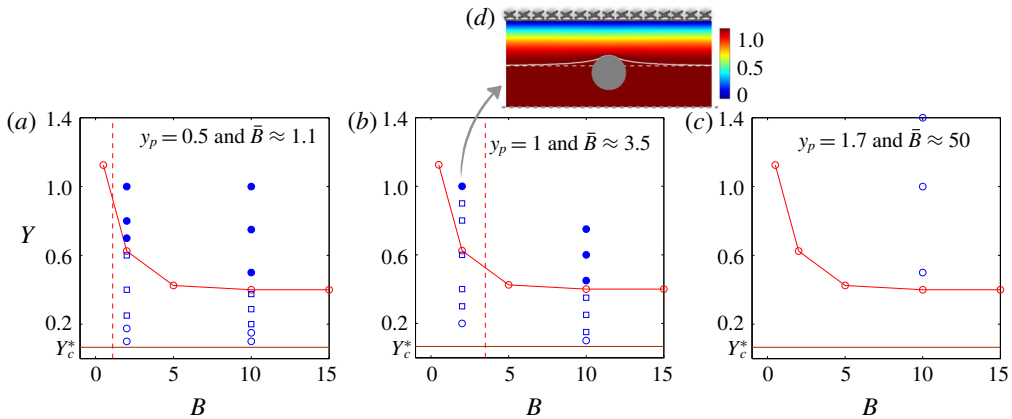 (d)
1.0
0.5
0
(a)
1.4
1.0
Y
0.6
0.2
Y_c^*
y_p = 0.5 and B̄ ≈ 1.1
0 5 10 15
B
(b)
1.4
1.0
0.6
0.2
Y_c^*
y_p = 1 and B̄ ≈ 3.5
0 5 10 15
B
(c)
1.4
1.0
0.6
0.2
Y_c^*
y_p = 1.7 and B̄ ≈ 50
0 5 10 15
B